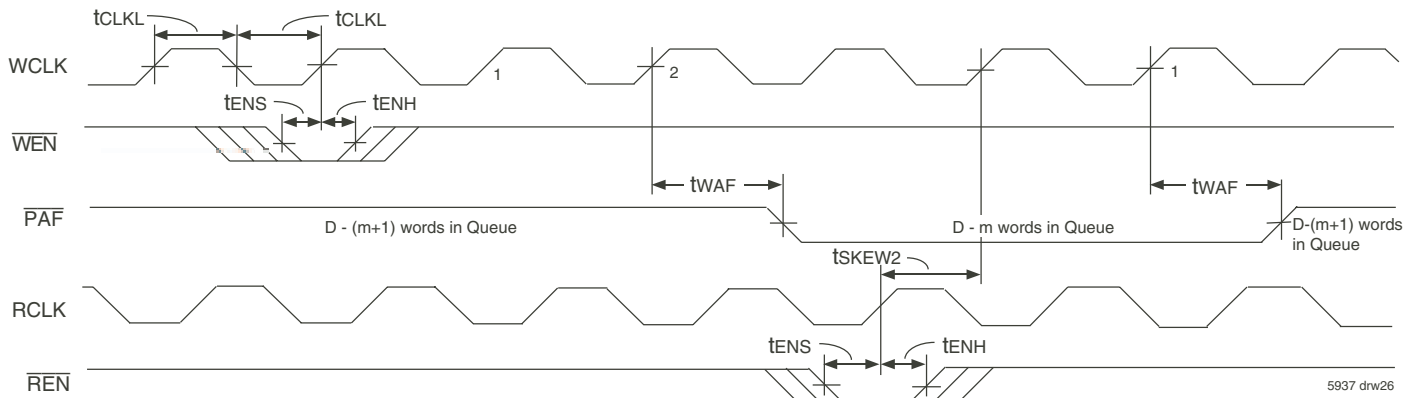 tCLKL tCLKL
WCLK 1 2 1
tENS tENH
WEN
tWAF tWAF
PAF
D - (m+1) words in Queue D - m words in Queue D-(m+1) words
in Queue
tSKEW2
RCLK
tENS tENH
REN
5937 drw26